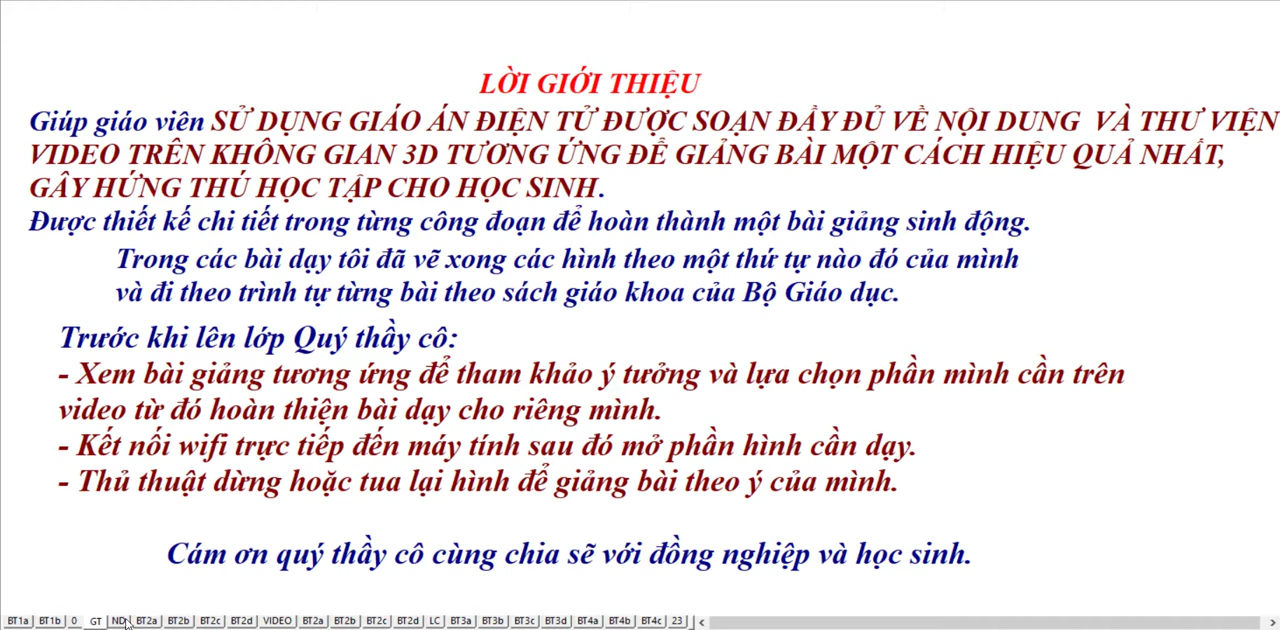 LỜI GIỚI THIỆU
Giúp giáo viên SỬ DỤNG GIÁO ÁN ĐIỆN TỬ ĐƯỢC SOẠN ĐẦY ĐỦ VỀ NỘI DUNG VÀ THƯ VIỆN
VIDEO TRÊN KHÔNG GIAN 3D TƯƠNG ỨNG ĐỂ GIẢNG BÀI MỘT CÁCH HIỆU QUẢ NHẤT,
GÂY HỨNG THÚ HỌC TẬP CHO HỌC SINH.
Được thiết kế chi tiết trong từng công đoạn để hoàn thành một bài giảng sinh động.
Trong các bài dạy tôi đã vẽ xong các hình theo một thứ tự nào đó của mình
và đi theo trình tự từng bài theo sách giáo khoa của Bộ Giáo dục.
Trước khi lên lớp Quý thầy cô:
- Xem bài giảng tương ứng để tham khảo ý tưởng và lựa chọn phần mình cần trên
video từ đó hoàn thiện bài dạy cho riêng mình.
- Kết nối wifi trực tiếp đến máy tính sau đó mở phần hình cần dạy.
- Thủ thuật dừng hoặc tua lại hình để giảng bài theo ý của mình.
Cám ơn quý thầy cô cùng chia sẽ với đồng nghiệp và học sinh.
BT1a BT1b 0 GT ND BT2a BT2b BT2c BT2d VIDEO BT2a BT2b BT2c BT2d LC BT3a BT3b BT3c BT3d BT4a BT4b BT4c 23